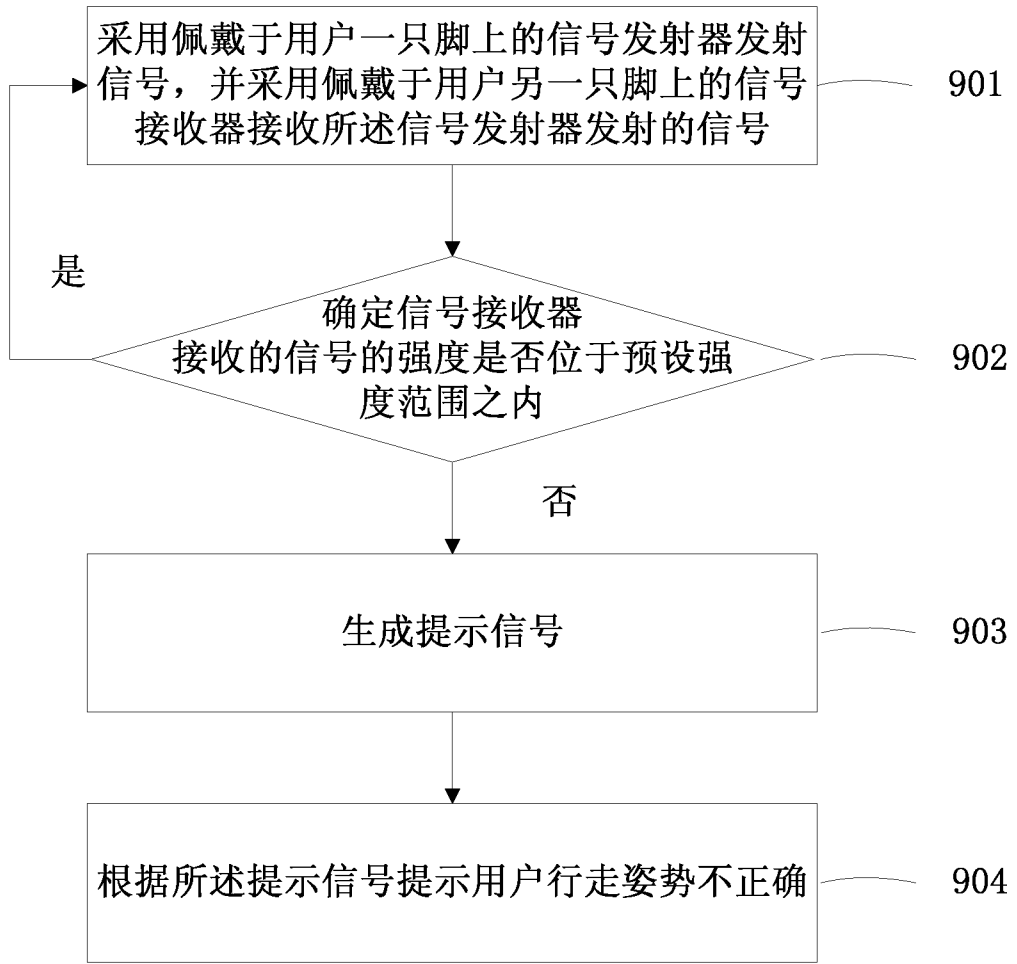 采用佩戴于用户一只脚上的信号发射器发射
信号，并采用佩戴于用户另一只脚上的信号
接收器接收所述信号发射器发射的信号
901
是
确定信号接收器
接收的信号的强度是否位于预设强
度范围之内
902
否
生成提示信号
903
根据所述提示信号提示用户行走姿势不正确
904